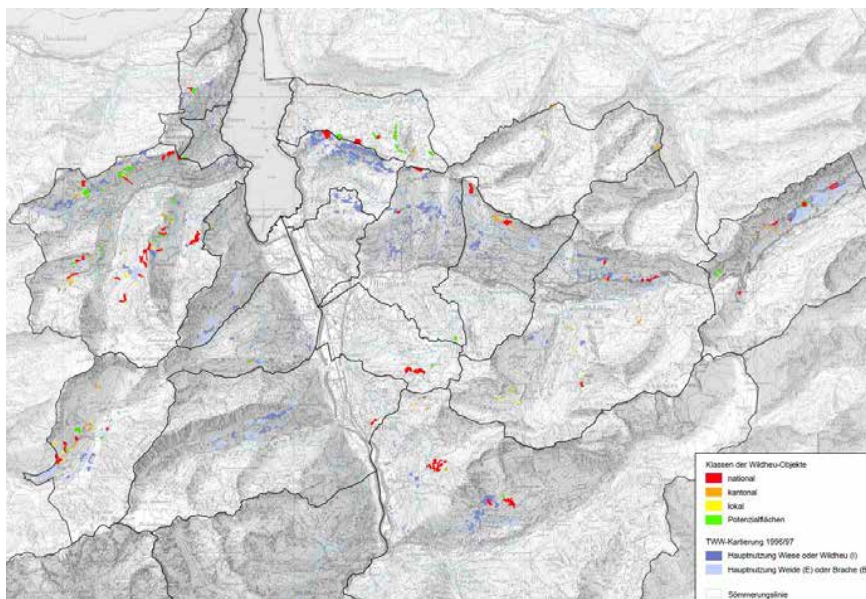 Klassen der Wildheu-Objekte
national
kantonal
lokal
Potenzialflächen
TWW-Kartierung 1996/97
Hauptnutzung Wiese oder Wildheu (I)
Hauptnutzung Weide (E) oder Brache (B
Sömmerungslinie